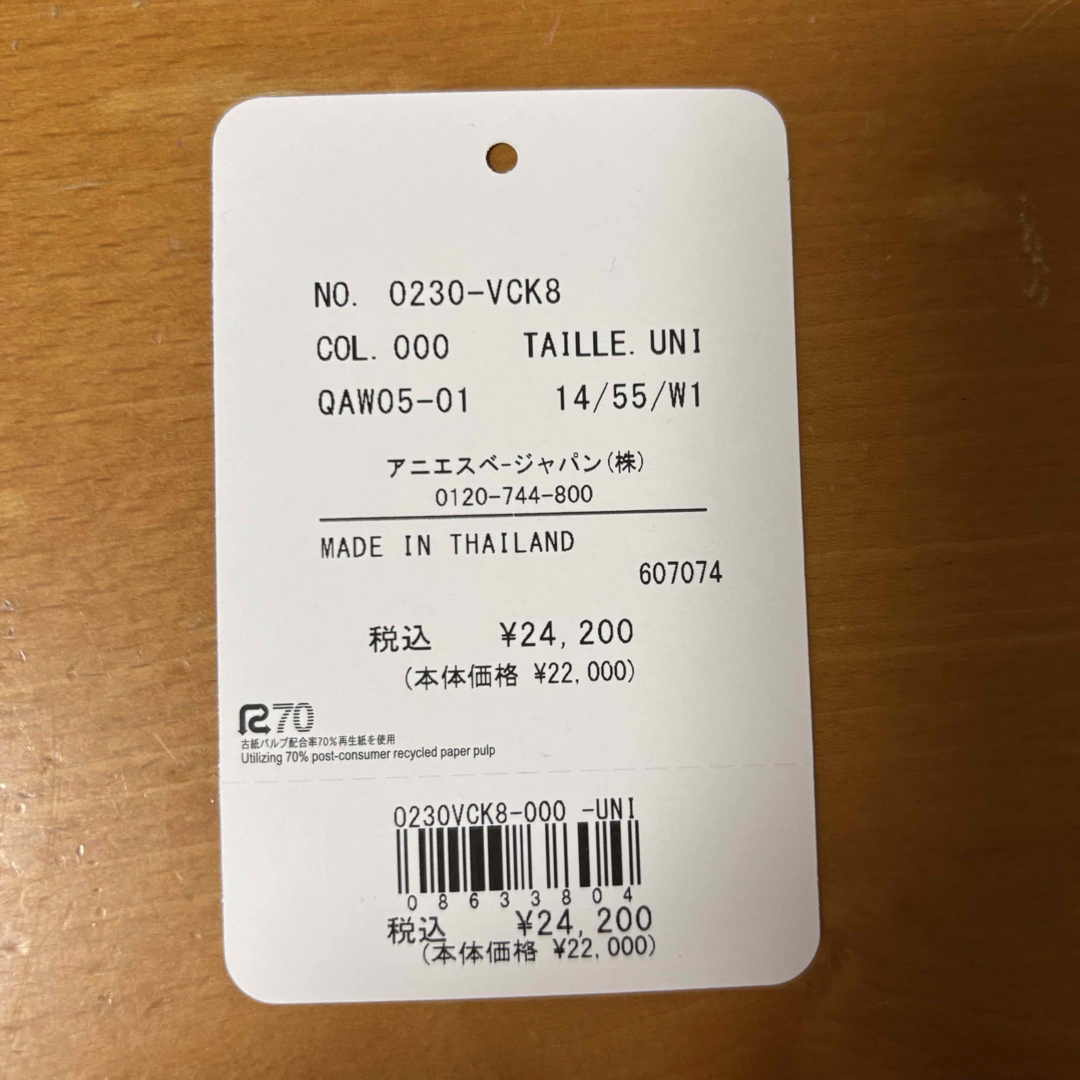 NO. 0230-VCK8
COL. 000 TAILLE. UNI
QAW05-01 14/55/W1
アニエスベージャパン(株)
0120-744-800
MADE IN THAILAND
607074
税込 ¥24,200
(本体価格 ¥22,000)
R70
古紙パルプ配合率70%再生紙を使用
Utilizing 70% post-consumer recycled paper pulp
0230VCK8-000 -UNI
08633804
税込 ¥24,200
(本体価格 ¥22,000)